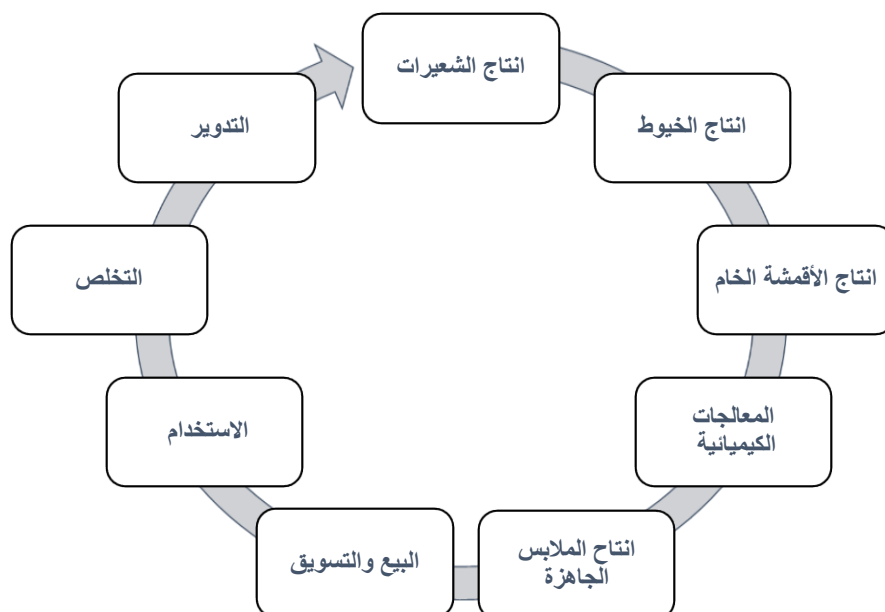 انتاج الشعيرات
انتاج الخيوط
انتاج الأقمشة الخام
المعالجات
الكيميائية
انتاح الملابس
الجاهزة
البيع والتسويق
الاستخدام
التخلص
التدوير